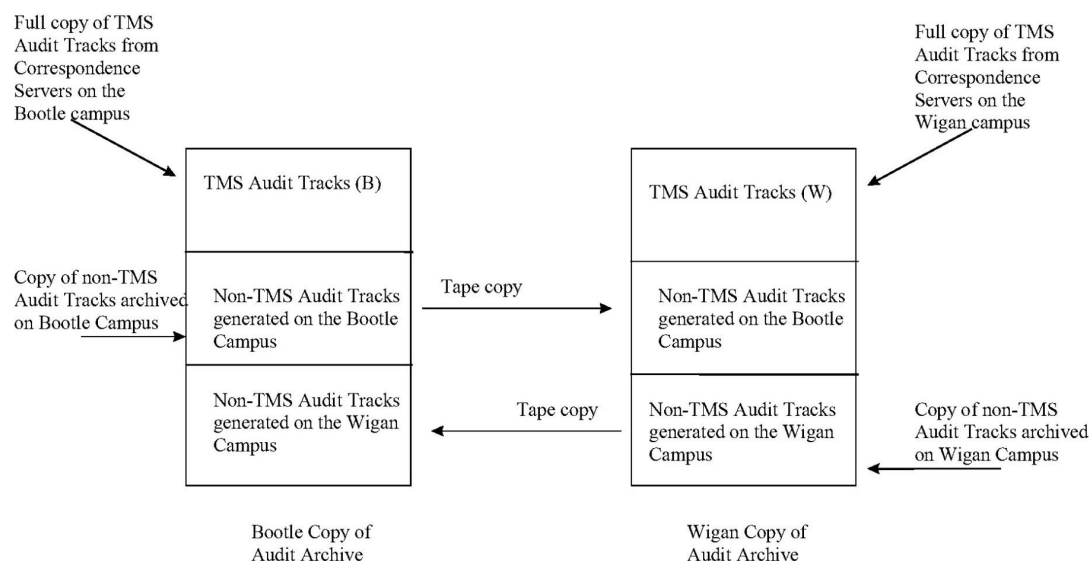 Full copy of TMS
Audit Tracks from
Correspondence
Servers on the
Bootle campus
Full copy of TMS
Audit Tracks from
Correspondence
Servers on the
Wigan campus
TMS Audit Tracks (B)
TMS Audit Tracks (W)
Copy of non-TMS
Audit Tracks archived
on Bootle Campus
Non-TMS Audit Tracks
generated on the Bootle
Campus
Tape copy
Non-TMS Audit Tracks
generated on the Bootle
Campus
Non-TMS Audit Tracks
generated on the Wigan
Campus
Tape copy
Non-TMS Audit Tracks
generated on the Wigan
Campus
Copy of non-TMS
Audit Tracks archived
on Wigan Campus
Bootle Copy of
Audit Archive
Wigan Copy of
Audit Archive